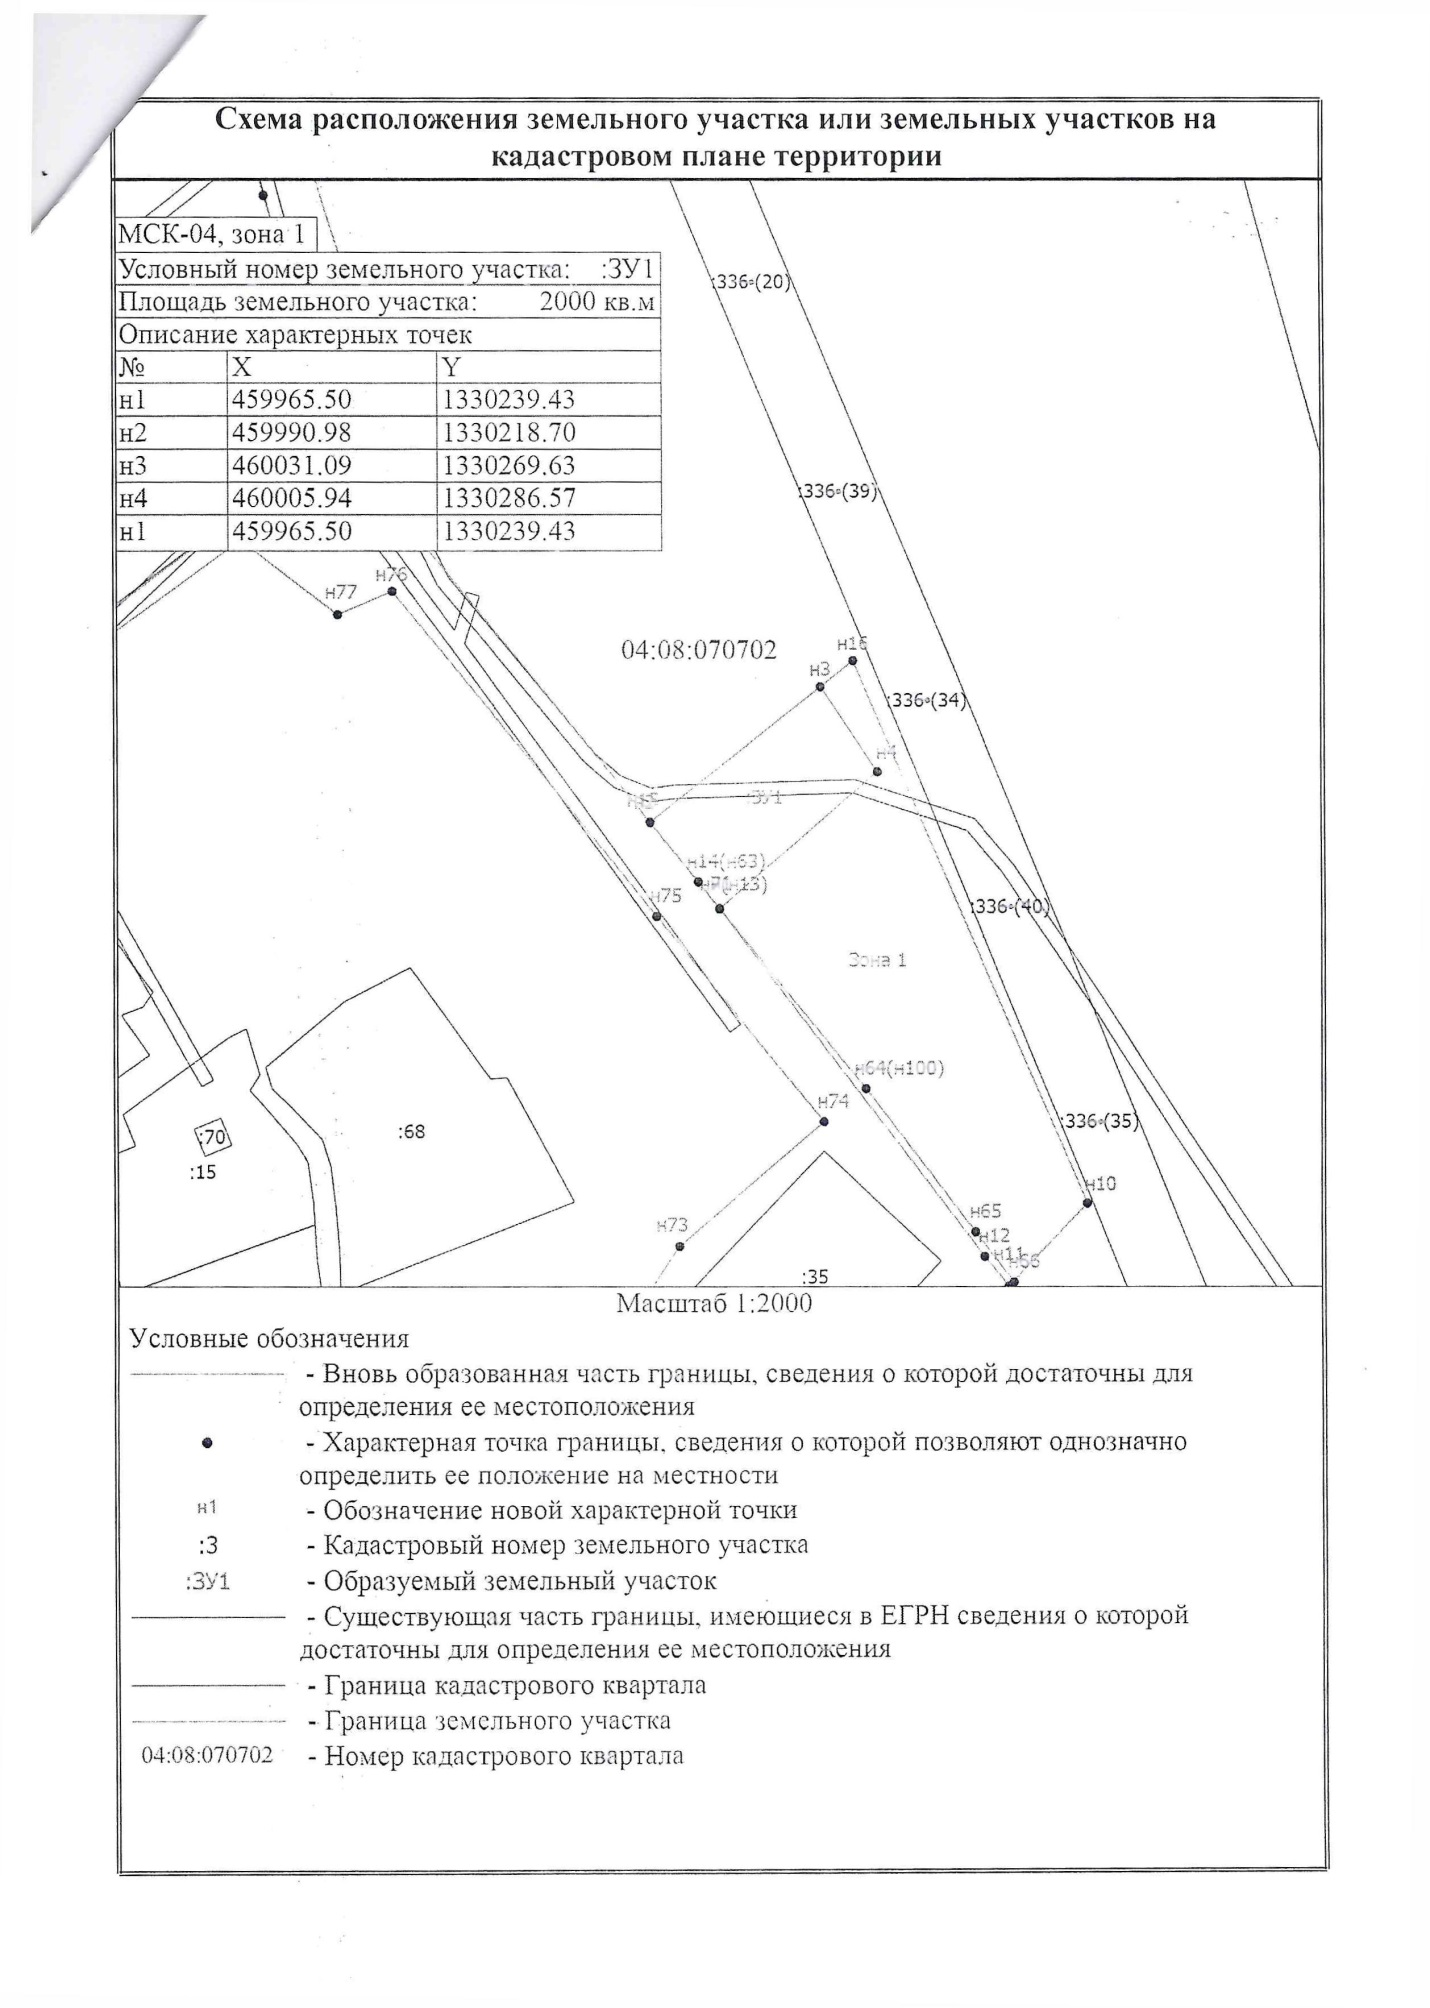 Схема расположения земельного участка или земельных участков на
кадастровом плане территории
МСК-04, зона 1
Условный номер земельного участка: :ЗУ1
Площадь земельного участка: 2000 кв.м
Описание характерных точек
№ X Y
н1 459965.50 1330239.43
н2 459990.98 1330218.70
н3 460031.09 1330269.63
н4 460005.94 1330286.57
н1 459965.50 1330239.43
:336(20)
:336(39)
н76
н77
04:08:070702
н16
н3
:336(34)
н4
:ЗУ1
н14(н63)
(н13)
н75
:336(40)
Зона 1
н64(н100)
н74
:336(35)
:70
:68
:15
н10
н73
н65
н12
н11
н66
:35
Масштаб 1:2000
Условные обозначения
- Вновь образованная часть границы, сведения о которой достаточны для
определения ее местоположения
- Характерная точка границы, сведения о которой позволяют однозначно
определить ее положение на местности
н1 - Обозначение новой характерной точки
:3 - Кадастровый номер земельного участка
:ЗУ1 - Образуемый земельный участок
- Существующая часть границы, имеющиеся в ЕГРН сведения о которой
достаточны для определения ее местоположения
- Граница кадастрового квартала
- Граница земельного участка
04:08:070702 - Номер кадастрового квартала